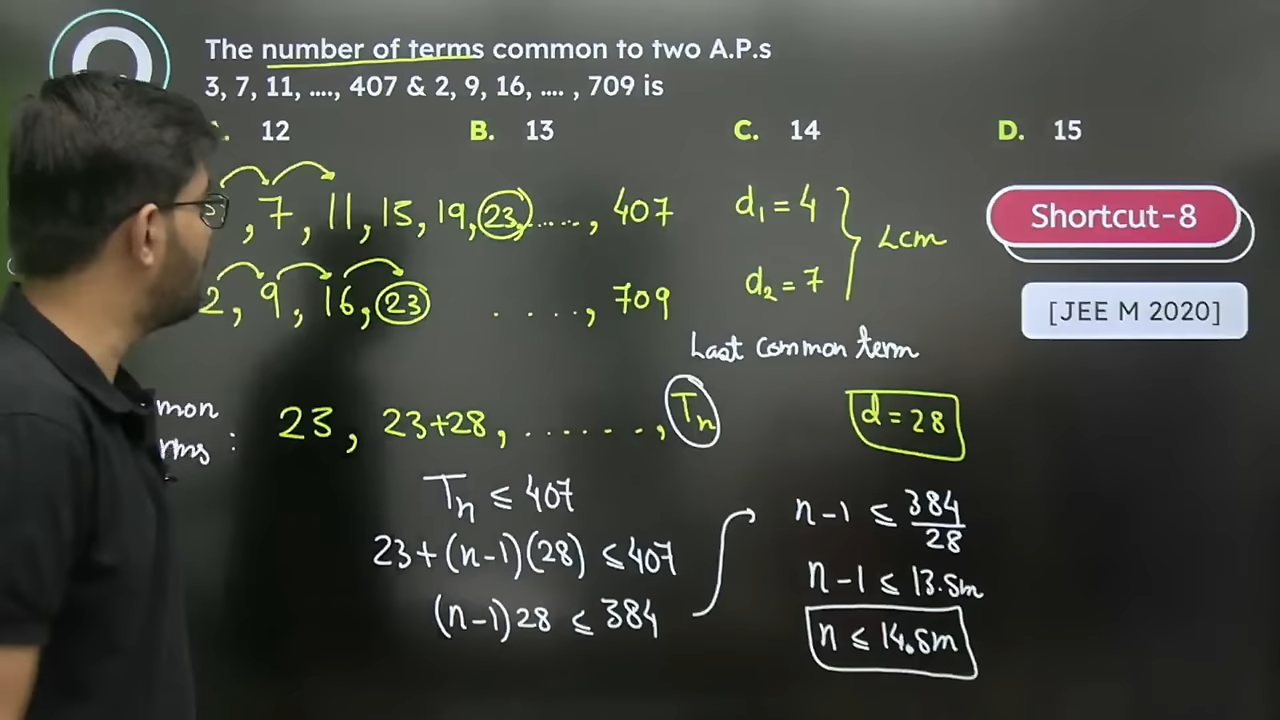 The number of terms common to two A.P.s
3, 7, 11, ...., 407 & 2, 9, 16, .... , 709 is
. 12 B. 13 C. 14 D. 15
, 7 , 11 , 15 , 19 , 23, ..... , 407
d₁ = 4
Lcm
Shortcut-8
2 , 9 , 16 , 23 . . . . , 709
d₂ = 7
[JEE M 2020]
Last common term
mon
rms :
23 , 23+28 , . . . . . . , Tn
d = 28
Tn ≤ 407
23 + (n-1)(28) ≤ 407
(n-1) 28 ≤ 384
n-1 ≤ 384/28
n-1 ≤ 13.sm
n ≤ 14.sm